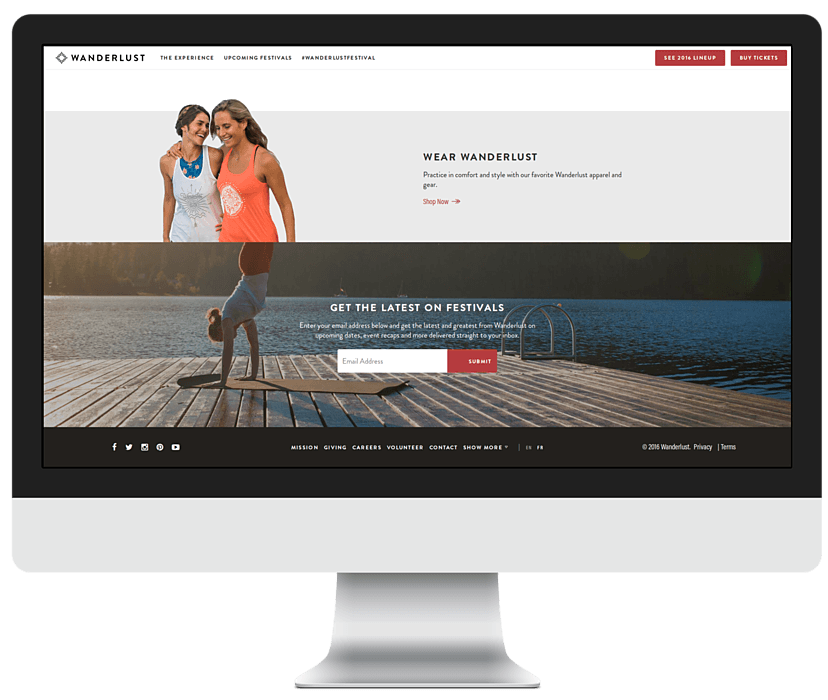 WANDERLUST
THE EXPERIENCE UPCOMING FESTIVALS #WANDERLUSTFESTIVAL
SEE 2016 LINEUP BUY TICKETS
WEAR WANDERLUST
Practice in comfort and style with our favorite Wanderlust apparel and
gear.
Shop Now
GET THE LATEST ON FESTIVALS
Enter your email address below and get the latest and greatest from Wanderlust on
upcoming dates, event recaps and more delivered straight to your inbox.
Email Address SUBMIT
MISSION GIVING CAREERS VOLUNTEER CONTACT SHOW MORE | EN FR
© 2016 Wanderlust. Privacy | Terms